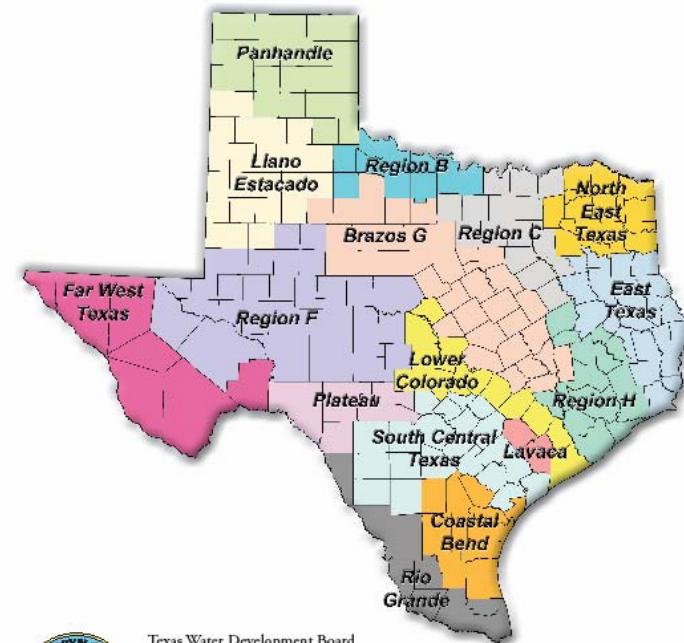 Panhandle
Llano
Estacado
Region B
North
East
Texas
Brazos G
Region C
Far West
Texas
Region F
East
Texas
Lower
Colorado
Plateau
Region H
South Central
Texas
Lavaca
Coastal
Bend
Rio
Grande
Texas Water Development Board